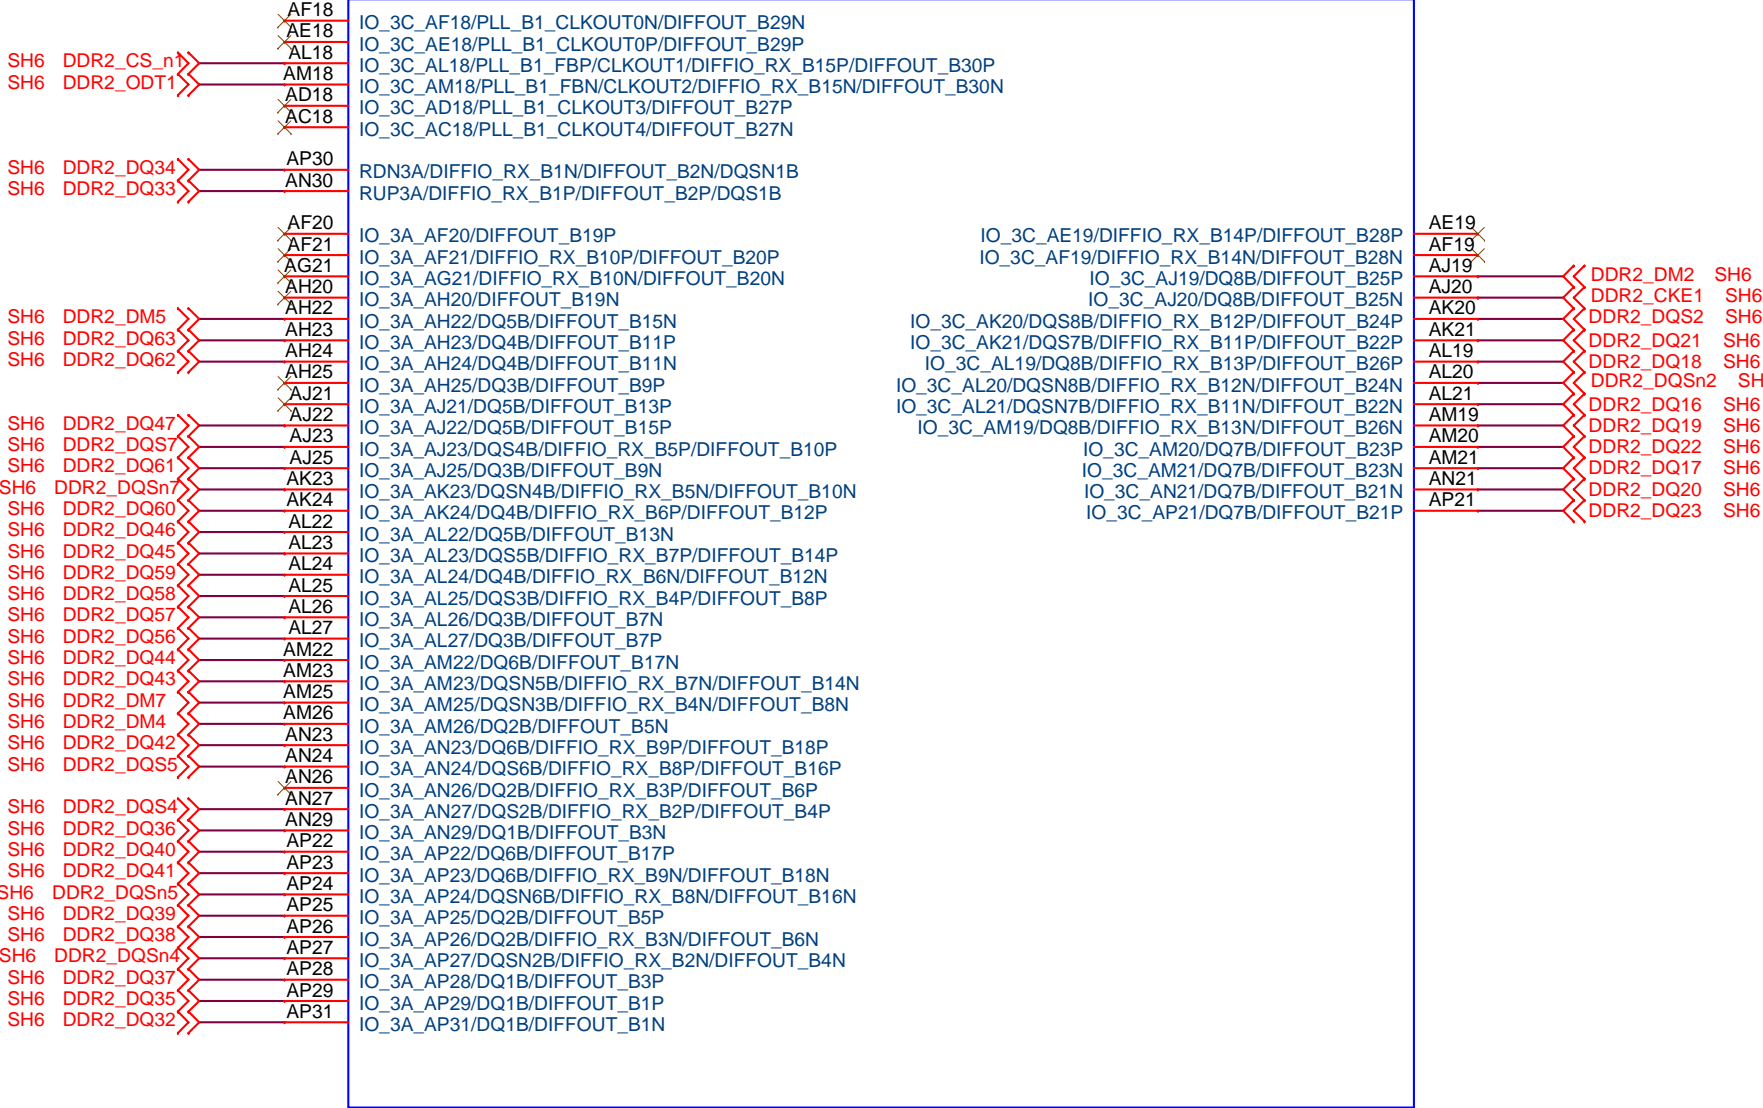 AF18 IO_3C_AF18/PLL_B1_CLKOUT0N/DIFFOUT_B29N
AE18 IO_3C_AE18/PLL_B1_CLKOUT0P/DIFFOUT_B29P
SH6 DDR2_CS_n1 AL18 IO_3C_AL18/PLL_B1_FBP/CLKOUT1/DIFFIO_RX_B15P/DIFFOUT_B30P
SH6 DDR2_ODT1 AM18 IO_3C_AM18/PLL_B1_FBN/CLKOUT2/DIFFIO_RX_B15N/DIFFOUT_B30N
AD18 IO_3C_AD18/PLL_B1_CLKOUT3/DIFFOUT_B27P
AC18 IO_3C_AC18/PLL_B1_CLKOUT4/DIFFOUT_B27N
SH6 DDR2_DQ34 AP30 RDN3A/DIFFIO_RX_B1N/DIFFOUT_B2N/DQSN1B
SH6 DDR2_DQ33 AN30 RUP3A/DIFFIO_RX_B1P/DIFFOUT_B2P/DQS1B
AF20 IO_3A_AF20/DIFFOUT_B19P IO_3C_AE19/DIFFIO_RX_B14P/DIFFOUT_B28P AE19
AF21 IO_3A_AF21/DIFFIO_RX_B10P/DIFFOUT_B20P IO_3C_AF19/DIFFIO_RX_B14N/DIFFOUT_B28N AF19
AG21 IO_3A_AG21/DIFFIO_RX_B10N/DIFFOUT_B20N IO_3C_AJ19/DQ8B/DIFFOUT_B25P AJ19 DDR2_DM2 SH6
AH20 IO_3A_AH20/DIFFOUT_B19N IO_3C_AJ20/DQ8B/DIFFOUT_B25N AJ20 DDR2_CKE1 SH6
SH6 DDR2_DM5 AH22 IO_3A_AH22/DQ5B/DIFFOUT_B15N IO_3C_AK20/DQS8B/DIFFIO_RX_B12P/DIFFOUT_B24P AK20 DDR2_DQS2 SH6
SH6 DDR2_DQ63 AH23 IO_3A_AH23/DQ4B/DIFFOUT_B11P IO_3C_AK21/DQS7B/DIFFIO_RX_B11P/DIFFOUT_B22P AK21 DDR2_DQ21 SH6
SH6 DDR2_DQ62 AH24 IO_3A_AH24/DQ4B/DIFFOUT_B11N IO_3C_AL19/DQ8B/DIFFIO_RX_B13P/DIFFOUT_B26P AL19 DDR2_DQ18 SH6
AH25 IO_3A_AH25/DQ3B/DIFFOUT_B9P IO_3C_AL20/DQSN8B/DIFFIO_RX_B12N/DIFFOUT_B24N AL20 DDR2_DQSn2 SH
AJ21 IO_3A_AJ21/DQ5B/DIFFOUT_B13P IO_3C_AL21/DQSN7B/DIFFIO_RX_B11N/DIFFOUT_B22N AL21 DDR2_DQ16 SH6
SH6 DDR2_DQ47 AJ22 IO_3A_AJ22/DQ5B/DIFFOUT_B15P IO_3C_AM19/DQ8B/DIFFIO_RX_B13N/DIFFOUT_B26N AM19 DDR2_DQ19 SH6
SH6 DDR2_DQS7 AJ23 IO_3A_AJ23/DQS4B/DIFFIO_RX_B5P/DIFFOUT_B10P IO_3C_AM20/DQ7B/DIFFOUT_B23P AM20 DDR2_DQ22 SH6
SH6 DDR2_DQ61 AJ25 IO_3A_AJ25/DQ3B/DIFFOUT_B9N IO_3C_AM21/DQ7B/DIFFOUT_B23N AM21 DDR2_DQ17 SH6
SH6 DDR2_DQSn7 AK23 IO_3A_AK23/DQSN4B/DIFFIO_RX_B5N/DIFFOUT_B10N IO_3C_AN21/DQ7B/DIFFOUT_B21N AN21 DDR2_DQ20 SH6
SH6 DDR2_DQ60 AK24 IO_3A_AK24/DQ4B/DIFFIO_RX_B6P/DIFFOUT_B12P IO_3C_AP21/DQ7B/DIFFOUT_B21P AP21 DDR2_DQ23 SH6
SH6 DDR2_DQ46 AL22 IO_3A_AL22/DQ5B/DIFFOUT_B13N
SH6 DDR2_DQ45 AL23 IO_3A_AL23/DQS5B/DIFFIO_RX_B7P/DIFFOUT_B14P
SH6 DDR2_DQ59 AL24 IO_3A_AL24/DQ4B/DIFFIO_RX_B6N/DIFFOUT_B12N
SH6 DDR2_DQ58 AL25 IO_3A_AL25/DQS3B/DIFFIO_RX_B4P/DIFFOUT_B8P
SH6 DDR2_DQ57 AL26 IO_3A_AL26/DQ3B/DIFFOUT_B7N
SH6 DDR2_DQ56 AL27 IO_3A_AL27/DQ3B/DIFFOUT_B7P
SH6 DDR2_DQ44 AM22 IO_3A_AM22/DQ6B/DIFFOUT_B17N
SH6 DDR2_DQ43 AM23 IO_3A_AM23/DQSN5B/DIFFIO_RX_B7N/DIFFOUT_B14N
SH6 DDR2_DM7 AM25 IO_3A_AM25/DQSN3B/DIFFIO_RX_B4N/DIFFOUT_B8N
SH6 DDR2_DM4 AM26 IO_3A_AM26/DQ2B/DIFFOUT_B5N
SH6 DDR2_DQ42 AN23 IO_3A_AN23/DQ6B/DIFFIO_RX_B9P/DIFFOUT_B18P
SH6 DDR2_DQS5 AN24 IO_3A_AN24/DQS6B/DIFFIO_RX_B8P/DIFFOUT_B16P
AN26 IO_3A_AN26/DQ2B/DIFFIO_RX_B3P/DIFFOUT_B6P
SH6 DDR2_DQS4 AN27 IO_3A_AN27/DQS2B/DIFFIO_RX_B2P/DIFFOUT_B4P
SH6 DDR2_DQ36 AN29 IO_3A_AN29/DQ1B/DIFFOUT_B3N
SH6 DDR2_DQ40 AP22 IO_3A_AP22/DQ6B/DIFFOUT_B17P
SH6 DDR2_DQ41 AP23 IO_3A_AP23/DQ6B/DIFFIO_RX_B9N/DIFFOUT_B18N
SH6 DDR2_DQSn5 AP24 IO_3A_AP24/DQSN6B/DIFFIO_RX_B8N/DIFFOUT_B16N
SH6 DDR2_DQ39 AP25 IO_3A_AP25/DQ2B/DIFFOUT_B5P
SH6 DDR2_DQ38 AP26 IO_3A_AP26/DQ2B/DIFFIO_RX_B3N/DIFFOUT_B6N
SH6 DDR2_DQSn4 AP27 IO_3A_AP27/DQSN2B/DIFFIO_RX_B2N/DIFFOUT_B4N
SH6 DDR2_DQ37 AP28 IO_3A_AP28/DQ1B/DIFFOUT_B3P
SH6 DDR2_DQ35 AP29 IO_3A_AP29/DQ1B/DIFFOUT_B1P
SH6 DDR2_DQ32 AP31 IO_3A_AP31/DQ1B/DIFFOUT_B1N